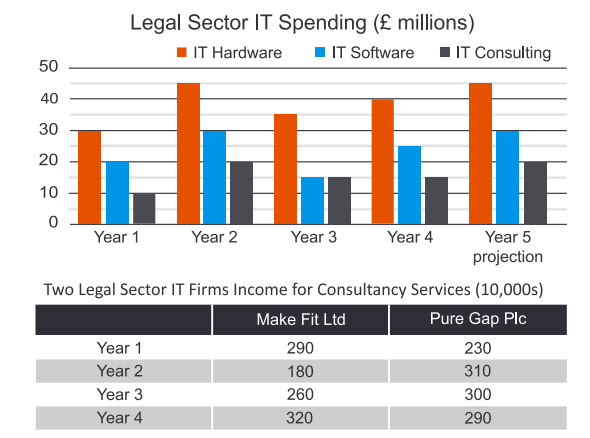 Legal Sector IT Spending (£ millions)
IT Hardware IT Software IT Consulting
50
40
30
20
10
0
Year 1 Year 2 Year 3 Year 4 Year 5
projection
Two Legal Sector IT Firms Income for Consultancy Services (10,000s)
Make Fit Ltd Pure Gap Plc
Year 1 290 230
Year 2 180 310
Year 3 260 300
Year 4 320 290